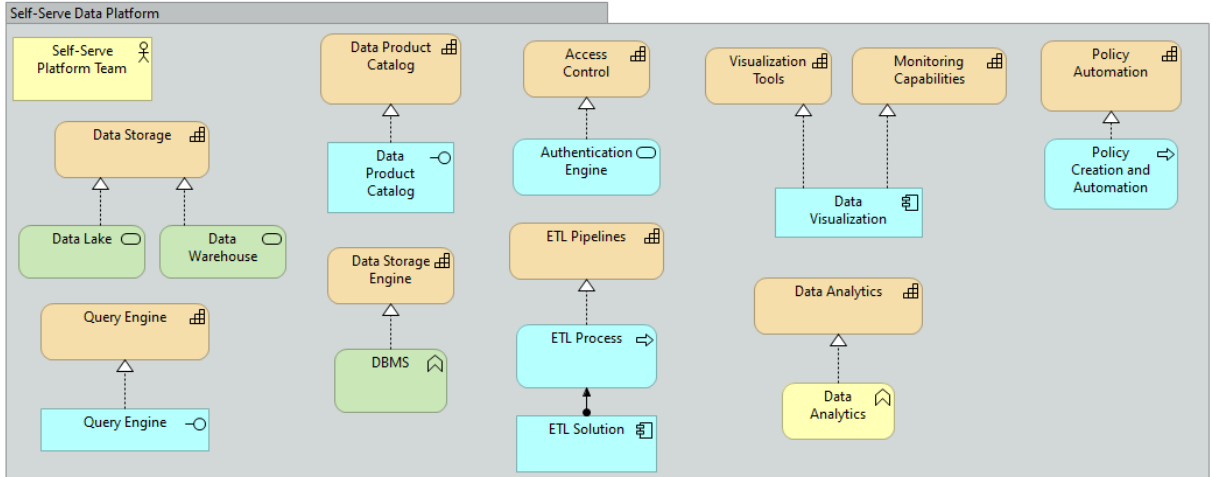 Self-Serve Data Platform
Self-Serve
Platform Team
Data Product
Catalog
Access
Control
Visualization
Tools
Monitoring
Capabilities
Policy
Automation
Data Storage
Data
Product
Catalog
Authentication
Engine
Policy
Creation and
Automation
Data
Visualization
Data Lake
Data
Warehouse
ETL Pipelines
Data Storage
Engine
Data Analytics
Query Engine
ETL Process
DBMS
Data
Analytics
Query Engine
ETL Solution